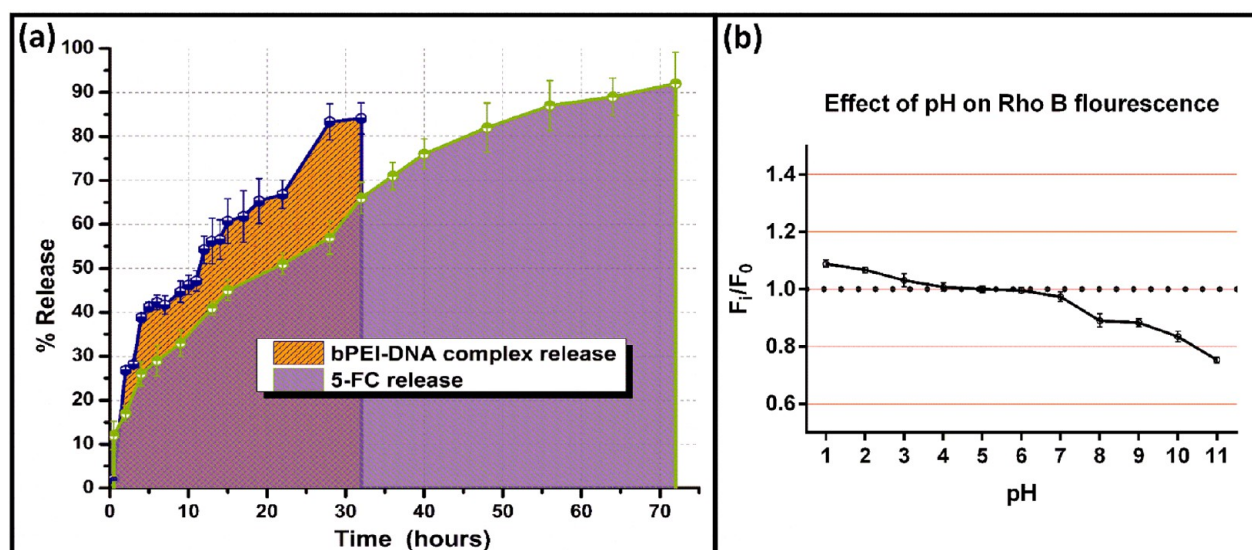 (a)
100
90
80
70
60
50
40
30
20
10
0
% Release
bPEI-DNA complex release
5-FC release
0 10 20 30 40 50 60 70
Time (hours)
(b)
Effect of pH on Rho B flourescence
1.4
1.2
1.0
0.8
0.6
Fi/F0
1 2 3 4 5 6 7 8 9 10 11
pH